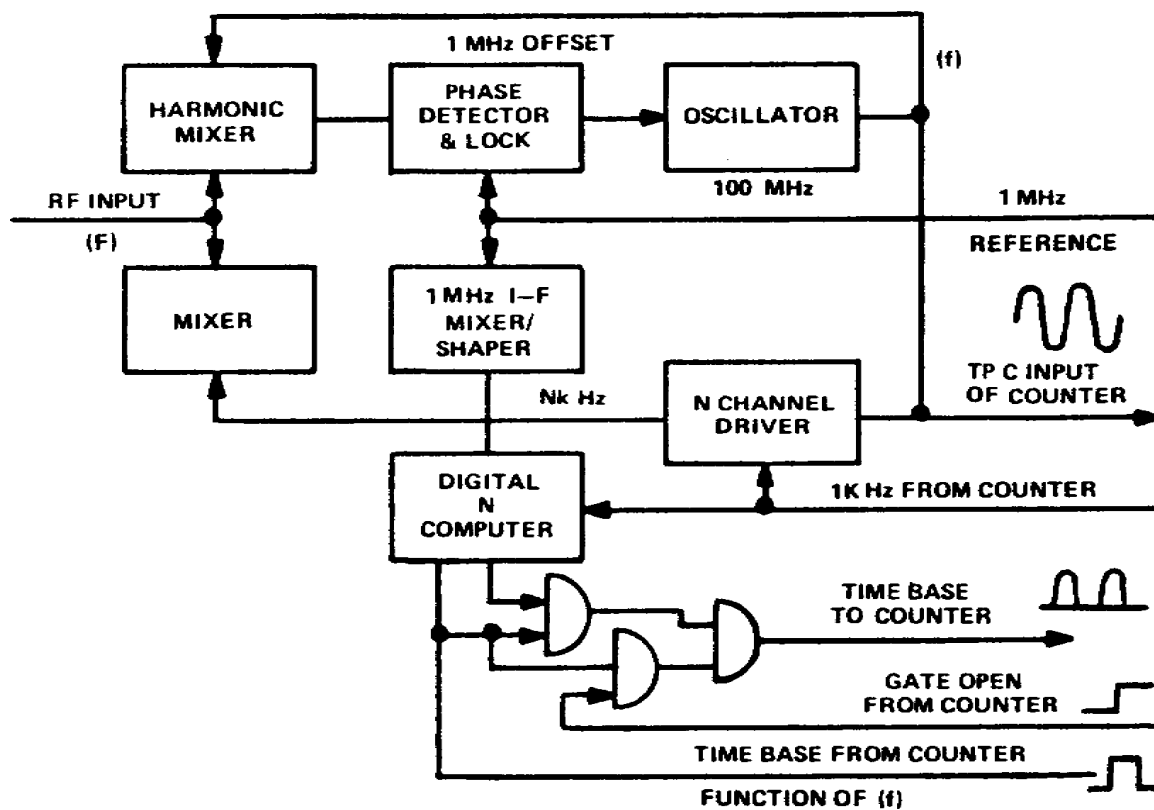 1 MHz OFFSET
(f)
HARMONIC
MIXER
PHASE
DETECTOR
& LOCK
OSCILLATOR
100 MHz
RF INPUT
(F)
1 MHz
REFERENCE
MIXER
1 MHz I-F
MIXER/
SHAPER
TP C INPUT
OF COUNTER
Nk Hz
N CHANNEL
DRIVER
DIGITAL
N
COMPUTER
1K Hz FROM COUNTER
TIME BASE
TO COUNTER
GATE OPEN
FROM COUNTER
TIME BASE FROM COUNTER
FUNCTION OF (f)